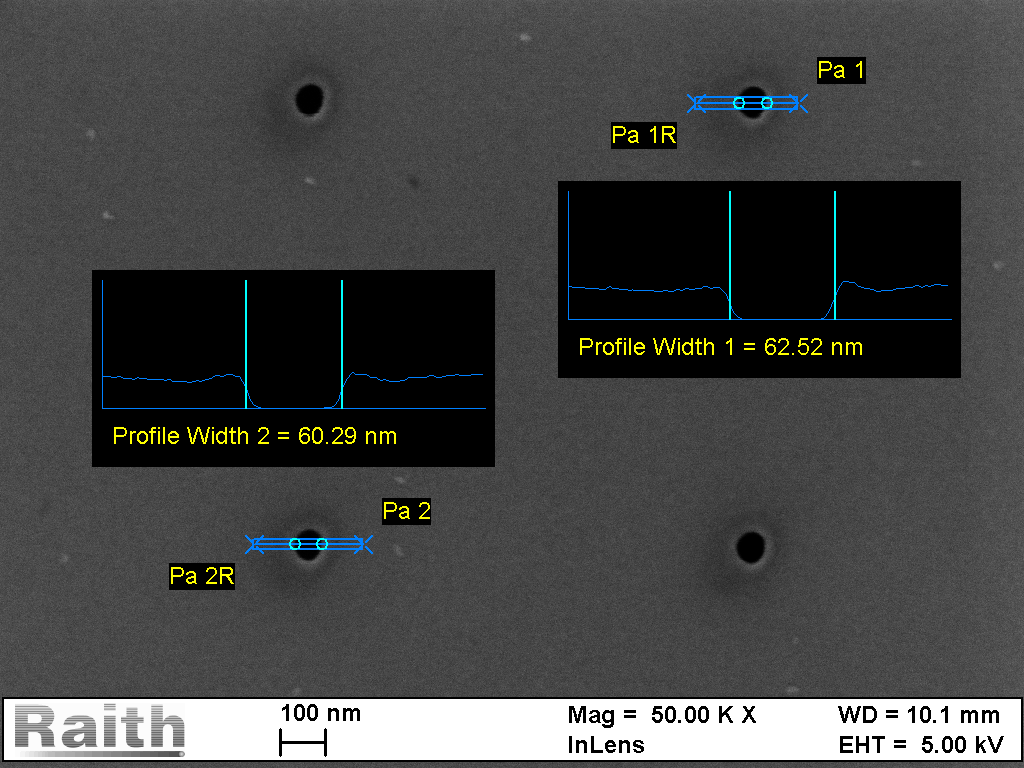 Pa 1
Pa 1R
Profile Width 1 = 62.52 nm
Profile Width 2 = 60.29 nm
Pa 2
Pa 2R
Raith
100 nm
Mag = 50.00 K X
InLens
WD = 10.1 mm
EHT = 5.00 kV